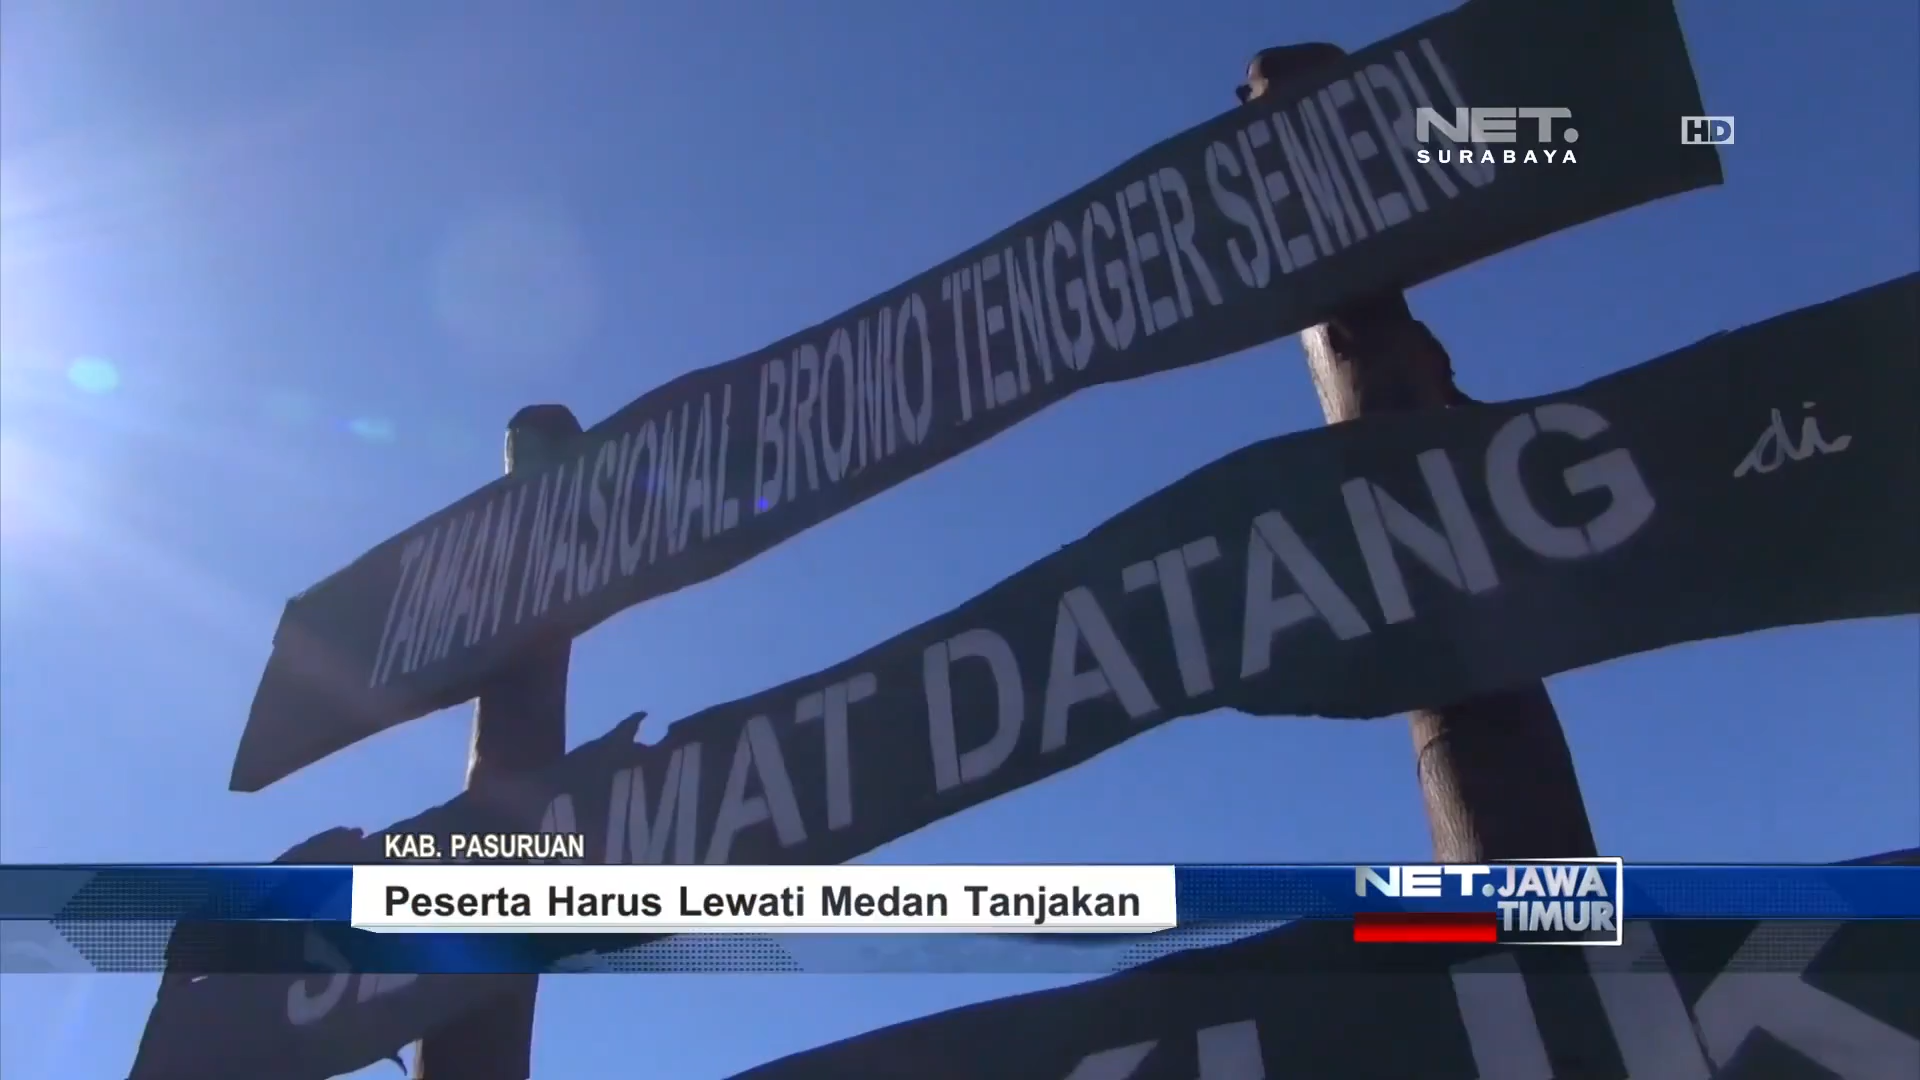 NET.
SURABAYA
HD
TAMAN NASIONAL BROMO TENGGER SEMERU
DATANG di
KAB. PASURUAN
Peserta Harus Lewati Medan Tanjakan
NET. JAWA
TIMUR